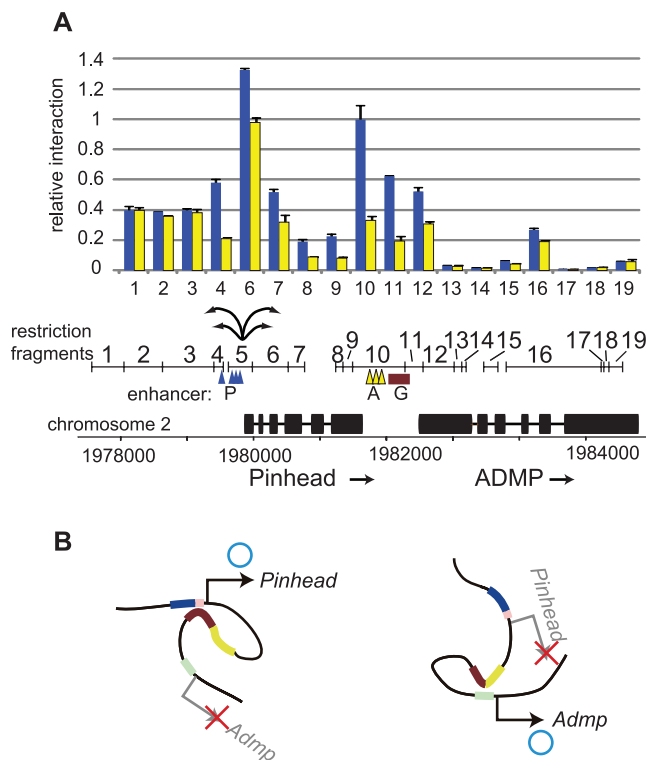 A
relative interaction
1.4
1.2
1
0.8
0.6
0.4
0.2
0
1 2 3 4 6 7 8 9 10 11 12 13 14 15 16 17 18 19
restriction fragments
1 2 3 4 5 6 7 8 9 10 11 12 13 14 15 16 17 18 19
enhancer: P A G
chromosome 2
1978000 1980000 1982000 1984000
Pinhead ADMP
B
Pinhead
Admp
Pinhead
Admp